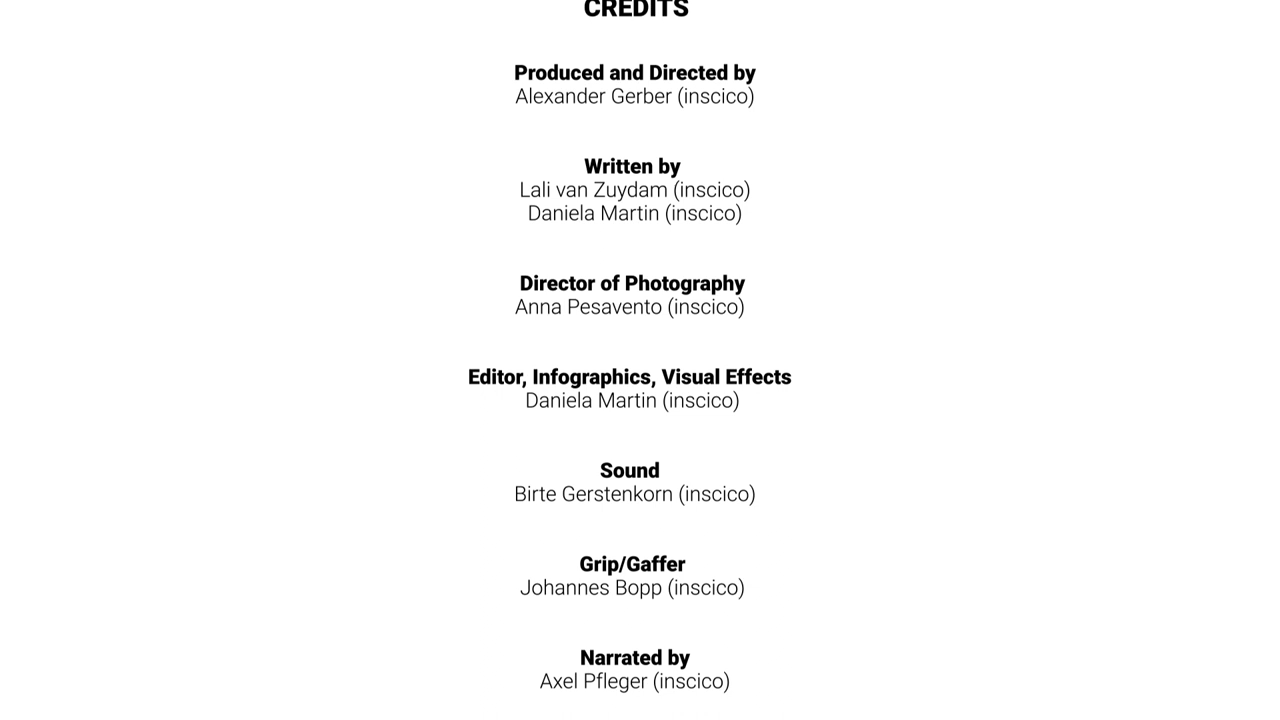 CREDITS
Produced and Directed by
Alexander Gerber (inscico)
Written by
Lali van Zuydam (inscico)
Daniela Martin (inscico)
Director of Photography
Anna Pesavento (inscico)
Editor, Infographics, Visual Effects
Daniela Martin (inscico)
Sound
Birte Gerstenkorn (inscico)
Grip/Gaffer
Johannes Bopp (inscico)
Narrated by
Axel Pfleger (inscico)